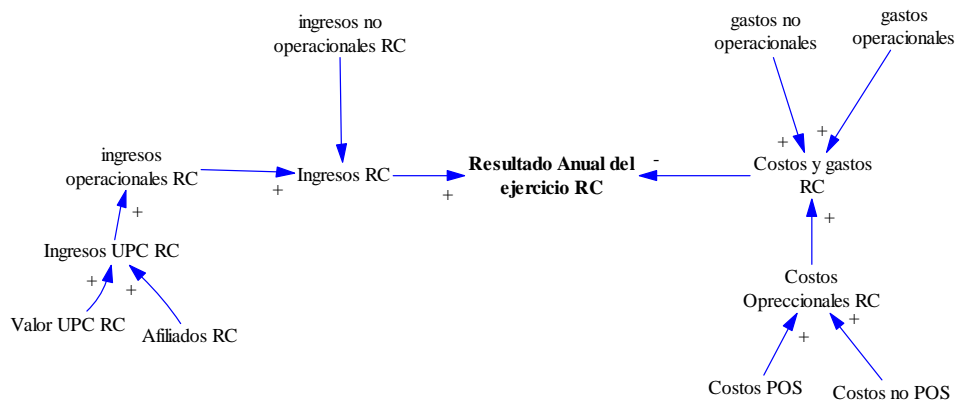 ingresos no
operacionales RC
gastos no
operacionales
gastos
operacionales
+
+
ingresos
operacionales RC
+
Ingresos RC
+
Resultado Anual del
ejercicio RC
-
Costos y gastos
RC
+
+
Ingresos UPC RC
+
+
Valor UPC RC
Afiliados RC
Costos
Opreccionales RC
+
+
Costos POS
Costos no POS